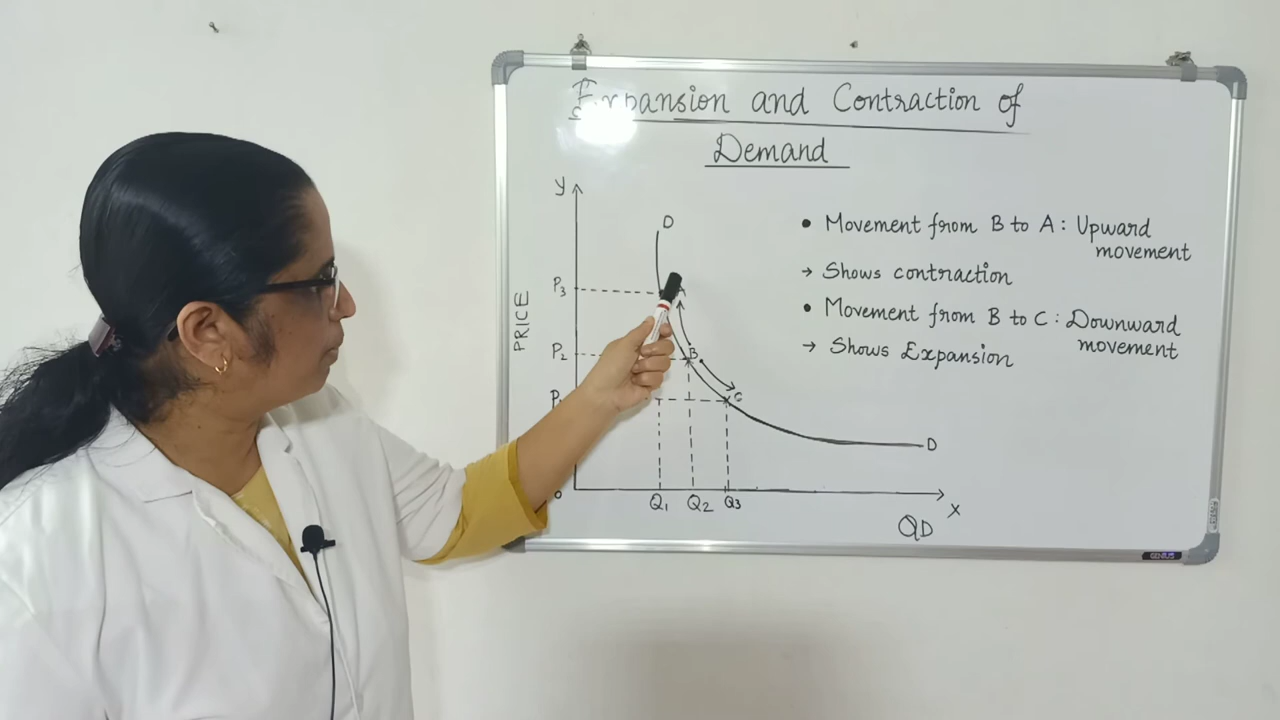 Expansion and Contraction of
Demand
Y
D
P3
PRICE
P2
B
C
D
O
Q1 Q2 Q3
X
QD
• Movement from B to A : Upward
movement
→ Shows contraction
• Movement from B to C : Downward
movement
→ Shows Expansion
GENIUS